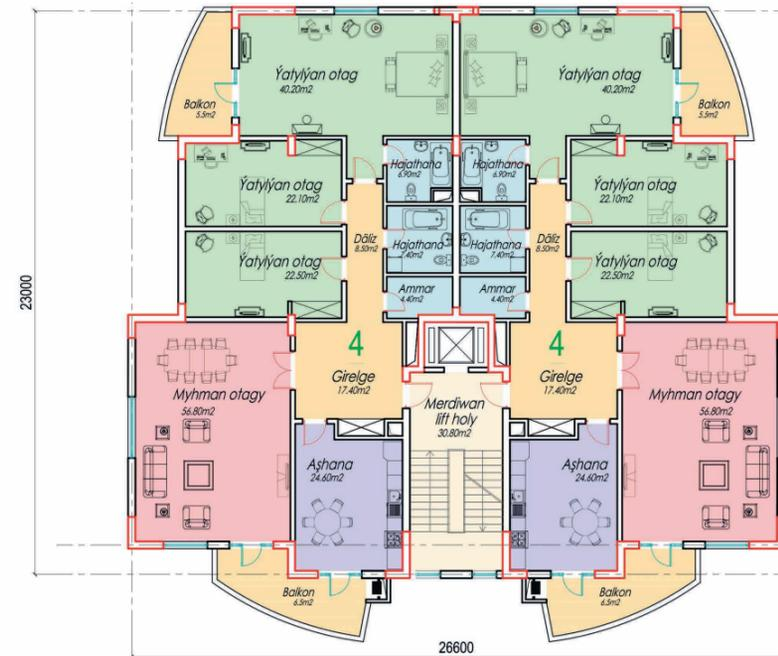 Ýatylýan otag
40.20m2
Ýatylýan otag
40.20m2
Balkon
5.5m2
Balkon
5.5m2
Hajathana
6.90m2
Hajathana
6.90m2
Ýatylýan otag
22.10m2
Ýatylýan otag
22.10m2
Däliz
8.50m2
Hajathana
7.40m2
Hajathana
7.40m2
Däliz
8.50m2
Ýatylýan otag
22.50m2
Ýatylýan otag
22.50m2
Ammar
4.40m2
Ammar
4.40m2
23000
4
Girelge
17.40m2
4
Girelge
17.40m2
Myhman otagy
56.80m2
Merdiwan
lift holy
30.80m2
Myhman otagy
56.80m2
Aşhana
24.60m2
Aşhana
24.60m2
Balkon
6.5m2
Balkon
6.5m2
26600